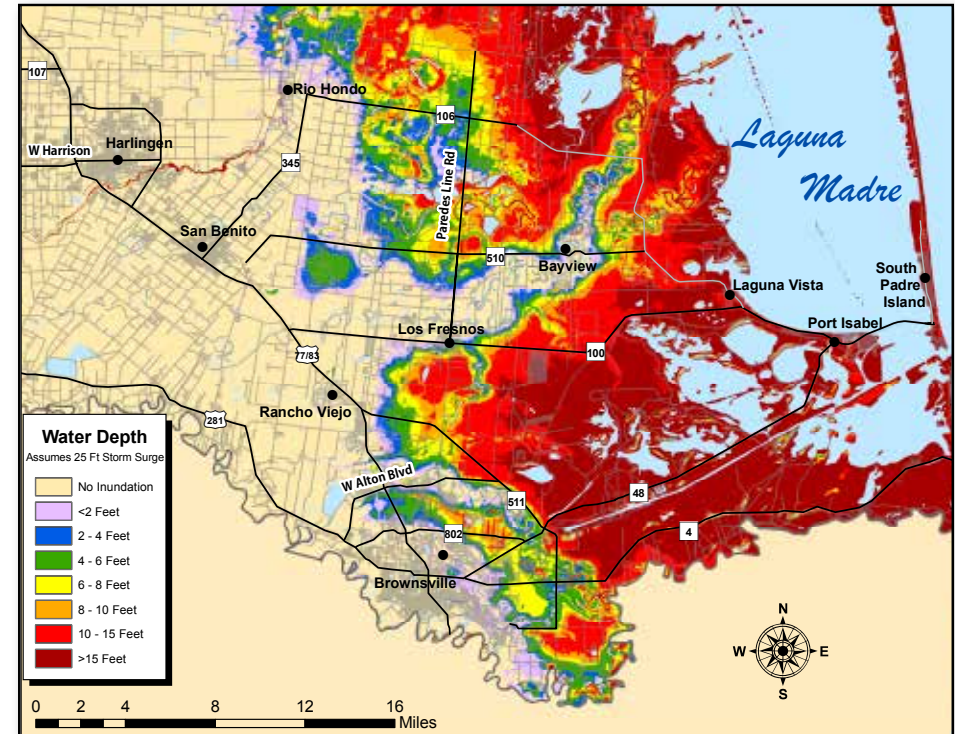 107
Rio Hondo
106
W Harrison
Harlingen
345
Paredes Line Rd
Laguna
Madre
San Benito
510
Bayview
South
Padre
Island
Laguna Vista
Port Isabel
Los Fresnos
100
77/83
Rancho Viejo
281
W Alton Blvd
511
48
4
802
Brownsville
Water Depth
Assumes 25 Ft Storm Surge
No Inundation
<2 Feet
2 - 4 Feet
4 - 6 Feet
6 - 8 Feet
8 - 10 Feet
10 - 15 Feet
>15 Feet
N
W E
S
0 2 4 8 12 16
Miles